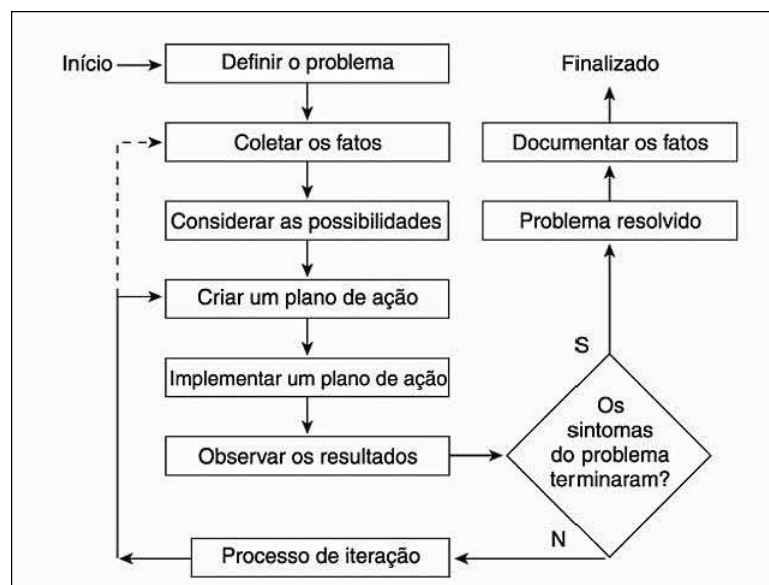 Início
Definir o problema
Coletar os fatos
Considerar as possibilidades
Criar um plano de ação
Implementar um plano de ação
Observar os resultados
Os
sintomas
do problema
terminaram?
S
Problema resolvido
Documentar os fatos
Finalizado
N
Processo de iteração